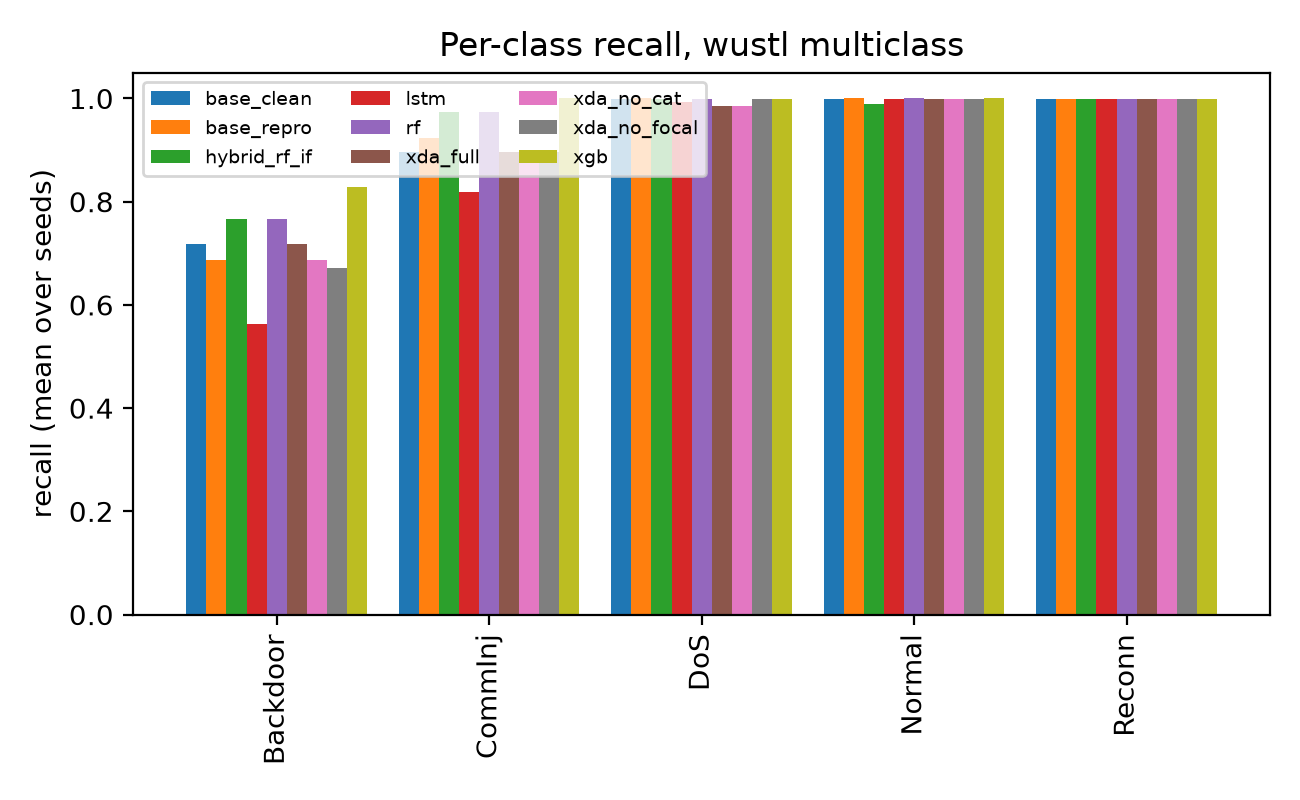 Per-class recall, wustl multiclass
base_clean lstm xda_no_cat
base_repro rf xda_no_focal
hybrid_rf_if xda_full xgb
recall (mean over seeds)
1.0
0.8
0.6
0.4
0.2
0.0
Backdoor
CommInj
DoS
Normal
Reconn